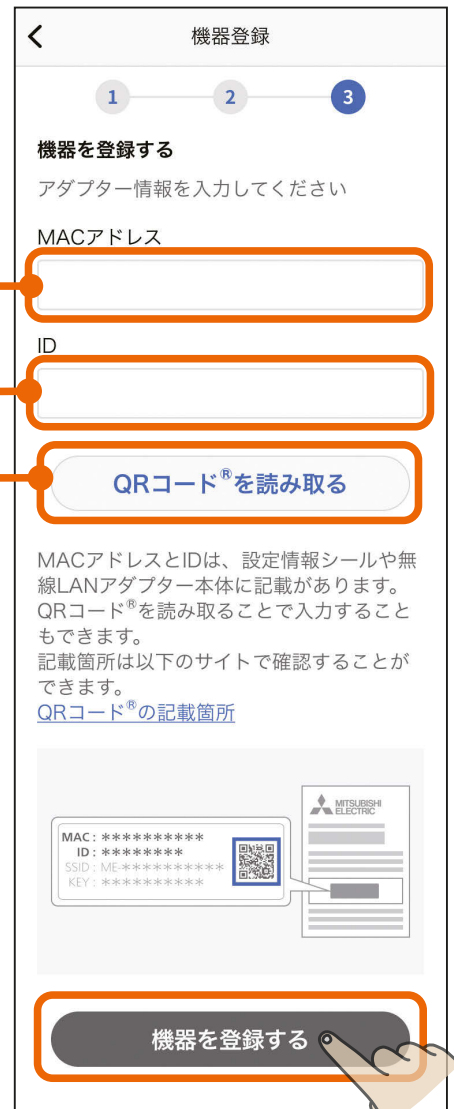 機器登録
1 2 3
機器を登録する
アダプター情報を入力してください
MACアドレス
ID
QRコード®を読み取る
MACアドレスとIDは、設定情報シールや無
線LANアダプター本体に記載があります。
QRコード®を読み取ることで入力すること
もできます。
記載箇所は以下のサイトで確認することが
できます。
QRコード®の記載箇所
MITSUBISHI
ELECTRIC
MAC: **********
ID: ********
SSID: ME-**********
KEY: **********
機器を登録する